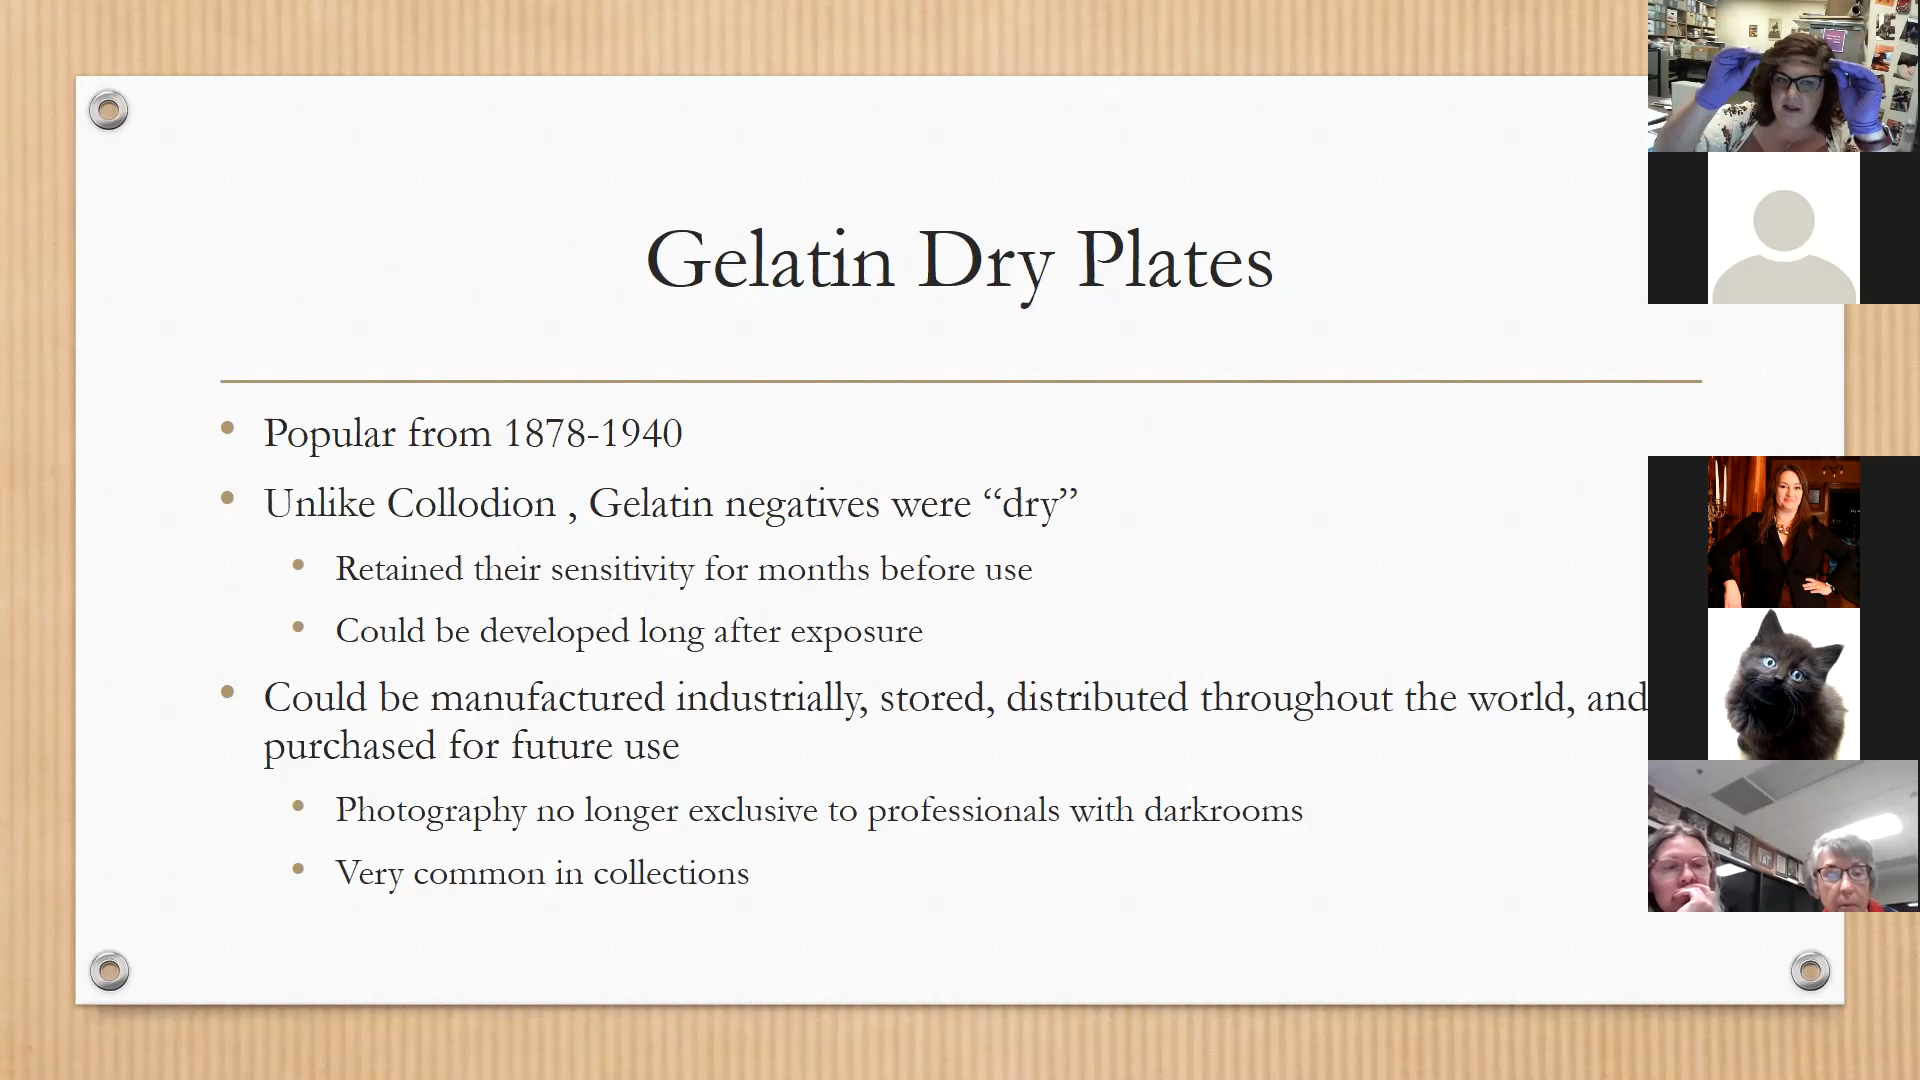 Gelatin Dry Plates
• Popular from 1878-1940
• Unlike Collodion , Gelatin negatives were “dry”
• Retained their sensitivity for months before use
• Could be developed long after exposure
• Could be manufactured industrially, stored, distributed throughout the world, and
purchased for future use
• Photography no longer exclusive to professionals with darkrooms
• Very common in collections